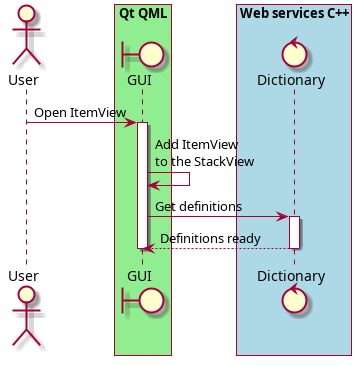 Qt QML
Web services C++
User
GUI
Dictionary
Open ItemView
Add ItemView
to the StackView
Get definitions
Definitions ready
User
GUI
Dictionary